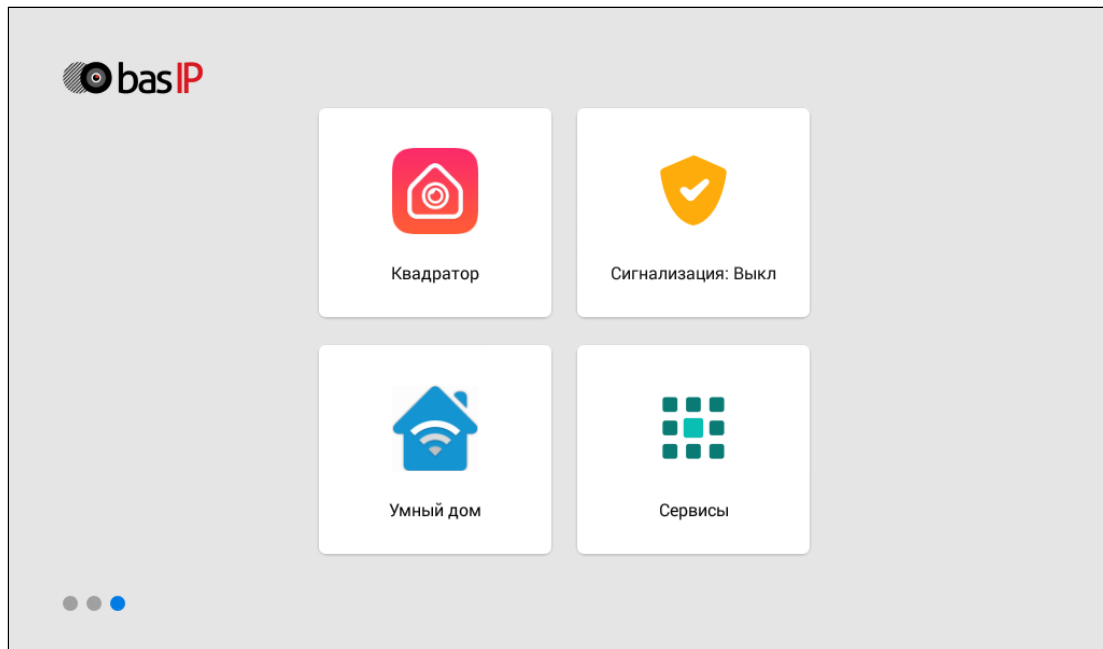 basIP
Квадратор
Сигнализация: Выкл
Умный дом
Сервисы